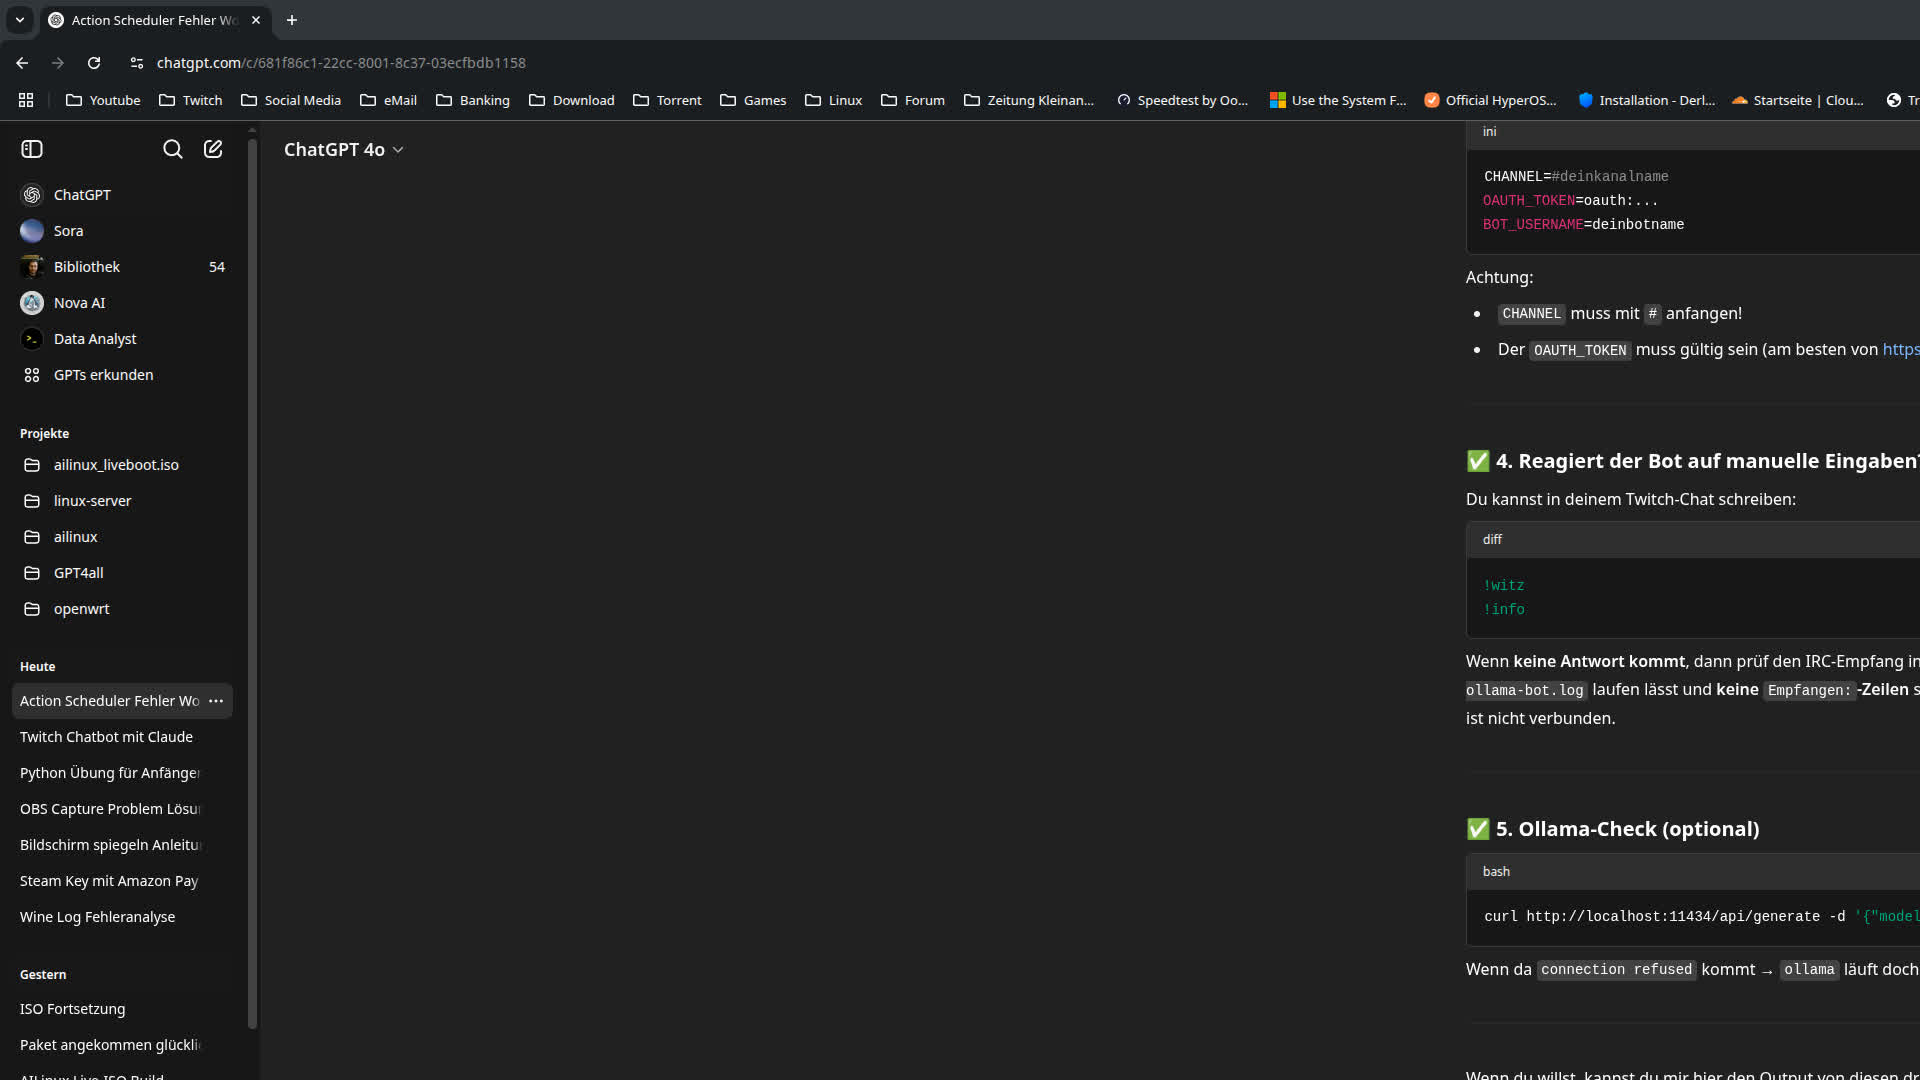 Action Scheduler Fehler Wo
chatgpt.com/c/681f86c1-22cc-8001-8c37-03ecfbdb1158
Youtube
Twitch
Social Media
eMail
Banking
Download
Torrent
Games
Linux
Forum
Zeitung Kleinan...
Speedtest by Oo...
Use the System F...
Official HyperOS...
Installation - Derl...
Startseite | Clou...
Tr
ChatGPT
Sora
Bibliothek 54
Nova AI
Data Analyst
GPTs erkunden
Projekte
ailinux_liveboot.iso
linux-server
ailinux
GPT4all
openwrt
Heute
Action Scheduler Fehler Wo
Twitch Chatbot mit Claude
Python Übung für Anfänger
OBS Capture Problem Lösu
Bildschirm spiegeln Anleitu
Steam Key mit Amazon Pay
Wine Log Fehleranalyse
Gestern
ISO Fortsetzung
Paket angekommen glückli
AILinux Live ISO Build
ChatGPT 4o
ini
CHANNEL=#deinkanalname
OAUTH_TOKEN=oauth:...
BOT_USERNAME=deinbotname
Achtung:
• CHANNEL muss mit # anfangen!
• Der OAUTH_TOKEN muss gültig sein (am besten von https
✅ 4. Reagiert der Bot auf manuelle Eingaben?
Du kannst in deinem Twitch-Chat schreiben:
diff
!witz
!info
Wenn keine Antwort kommt, dann prüf den IRC-Empfang in
ollama-bot.log laufen lässt und keine Empfangen:-Zeilen s
ist nicht verbunden.
✅ 5. Ollama-Check (optional)
bash
curl http://localhost:11434/api/generate -d '{"model
Wenn da connection refused kommt → ollama läuft doch
Wenn du willst, kannst du mir hier den Output von diesen dr